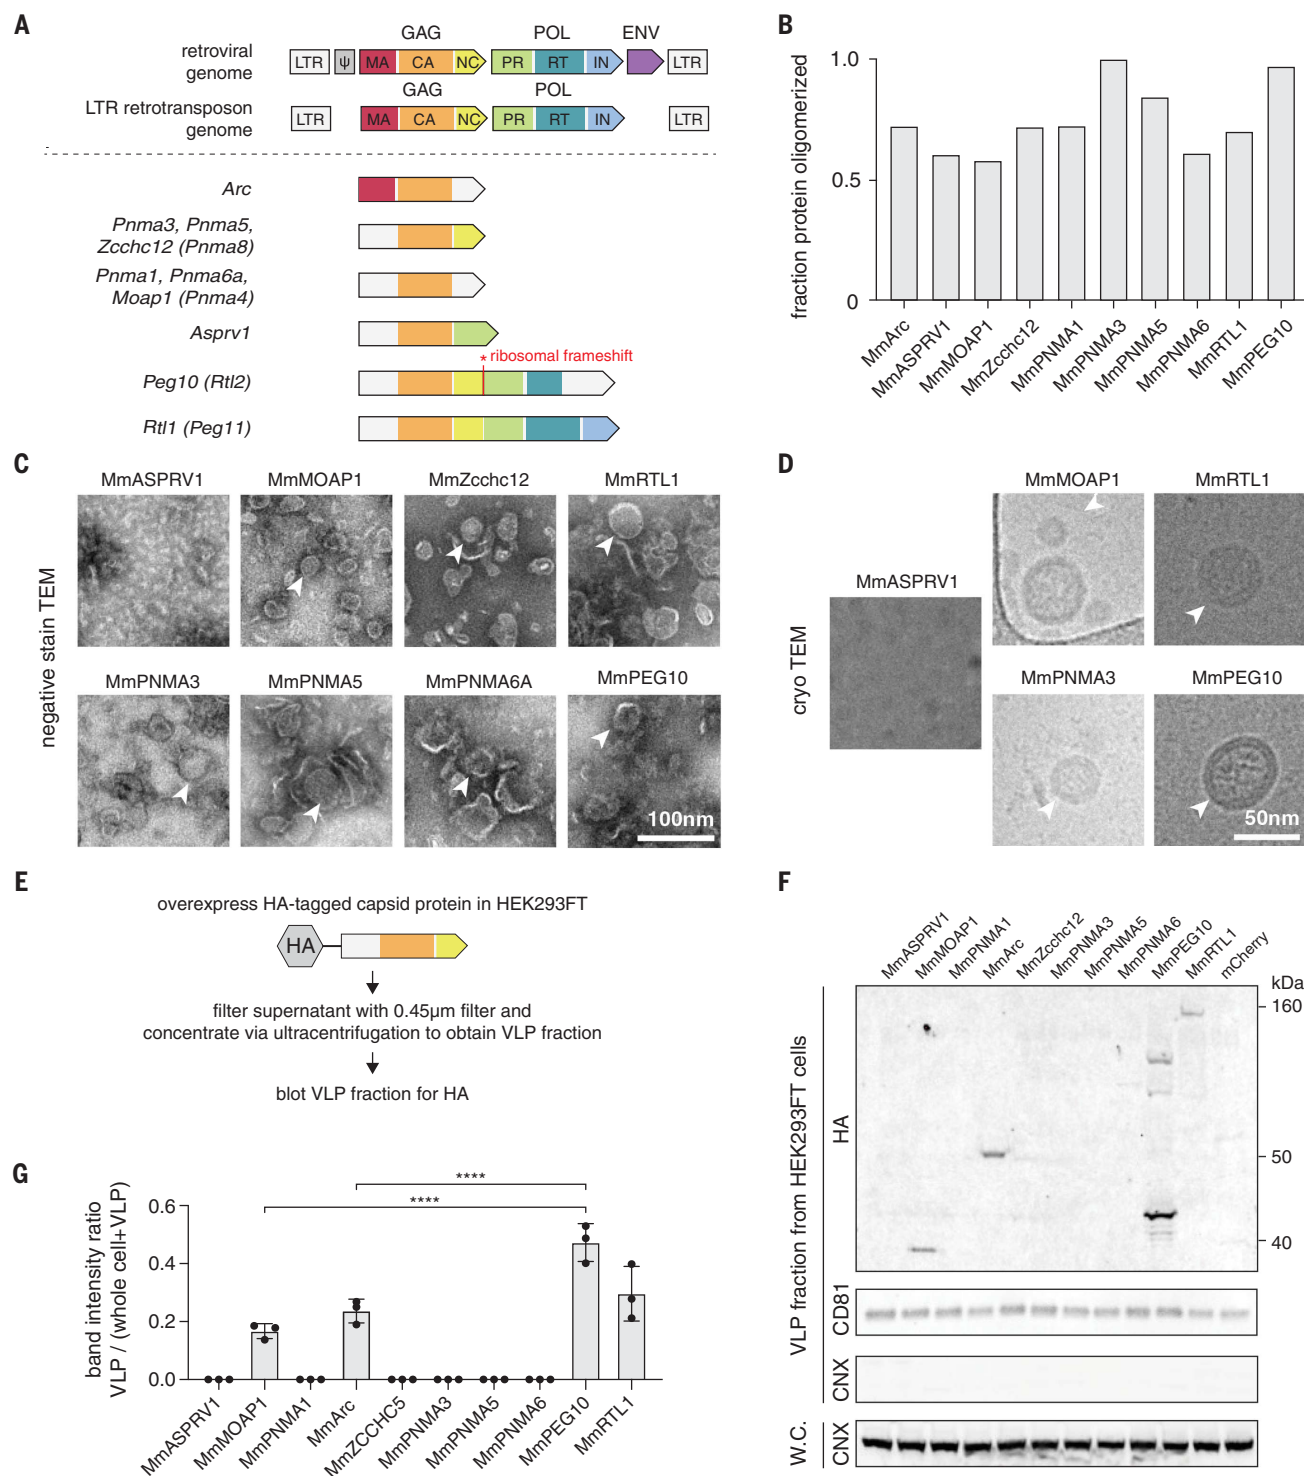 A
retroviral
genome
GAG
POL
ENV
LTR
ψ
MA
CA
NC
PR
RT
IN
LTR
LTR retrotransposon
genome
GAG
POL
LTR
MA
CA
NC
PR
RT
IN
LTR
Arc
Pnma3, Pnma5,
Zcchc12 (Pnma8)
Pnma1, Pnma6a,
Moap1 (Pnma4)
Asprv1
* ribosomal frameshift
Peg10 (Rtl2)
Rtl1 (Peg11)
B
fraction protein oligomerized
1.0
0.5
0
MmArc
MmASPRV1
MmMOAP1
MmZcchc12
MmPNMA1
MmPNMA3
MmPNMA5
MmPNMA6
MmRTL1
MmPEG10
C
negative stain TEM
MmASPRV1
MmMOAP1
MmZcchc12
MmRTL1
MmPNMA3
MmPNMA5
MmPNMA6A
MmPEG10
100nm
D
cryo TEM
MmASPRV1
MmMOAP1
MmRTL1
MmPNMA3
MmPEG10
50nm
E
overexpress HA-tagged capsid protein in HEK293FT
HA
filter supernatant with 0.45µm filter and
concentrate via ultracentrifugation to obtain VLP fraction
blot VLP fraction for HA
F
MmASPRV1
MmMOAP1
MmPNMA1
MmArc
MmZcchc12
MmPNMA3
MmPNMA5
MmPNMA6
MmPEG10
MmRTL1
mCherry
kDa
160
50
40
VLP fraction from HEK293FT cells
HA
CD81
CNX
W.C.
CNX
G
band intensity ratio
VLP / (whole cell+VLP)
0.6
0.4
0.2
0.0
****
****
MmASPRV1
MmMOAP1
MmPNMA1
MmArc
MmZCCHC5
MmPNMA3
MmPNMA5
MmPNMA6
MmPEG10
MmRTL1